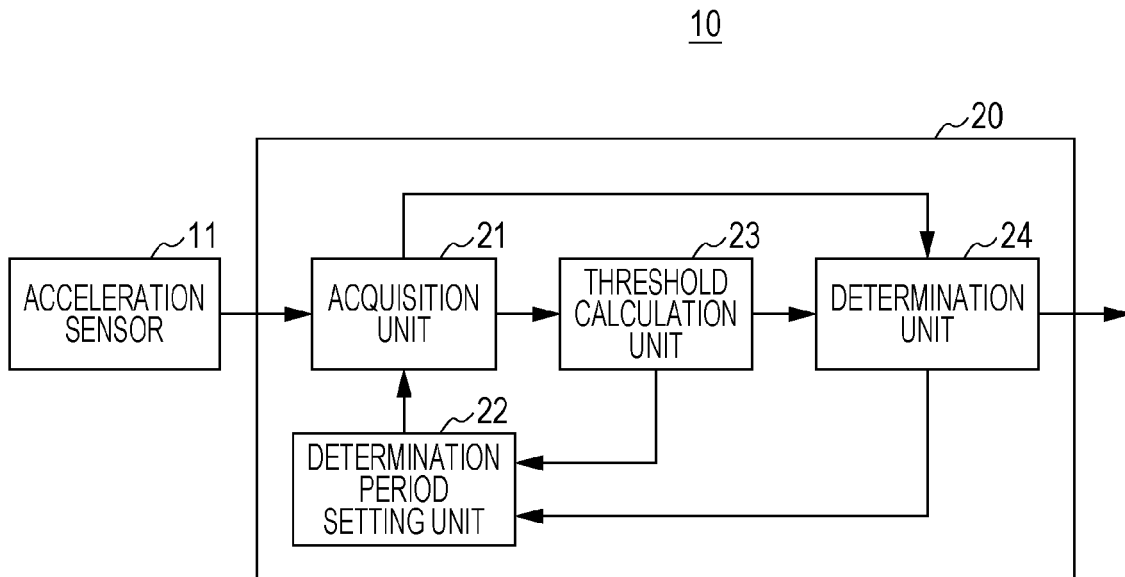 10
20
11
21
23
24
ACCELERATION
SENSOR
ACQUISITION
UNIT
THRESHOLD
CALCULATION
UNIT
DETERMINATION
UNIT
22
DETERMINATION
PERIOD
SETTING UNIT